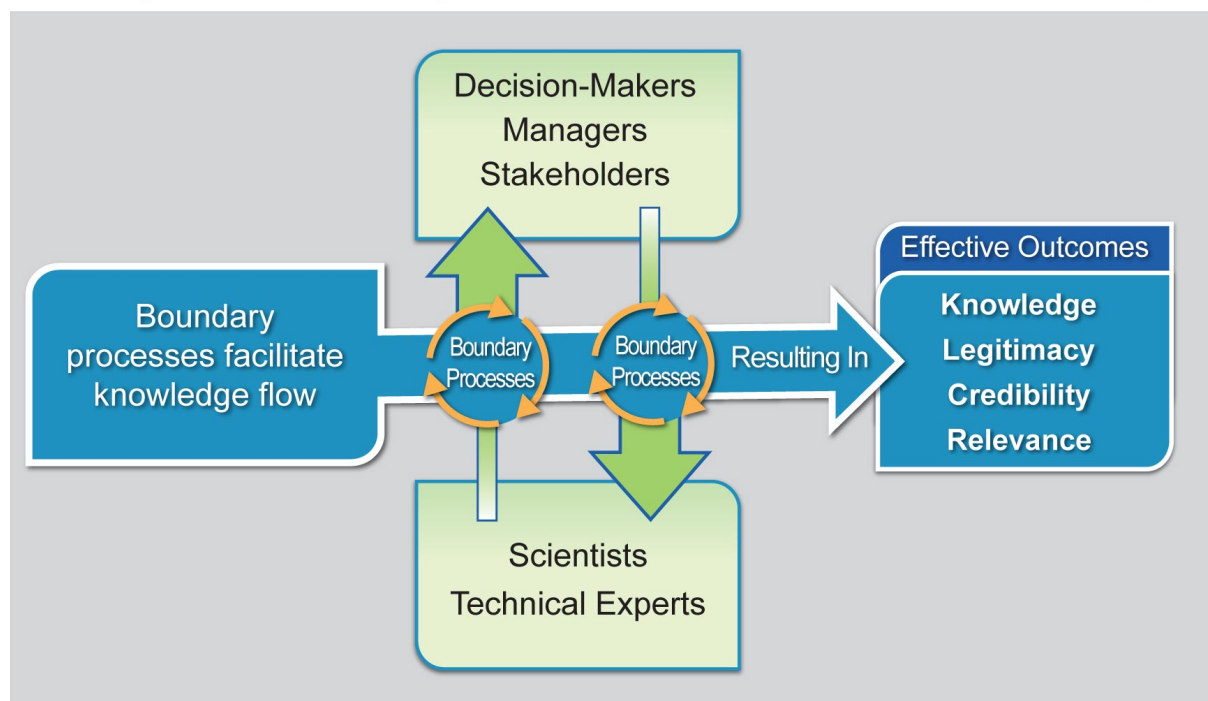 Decision-Makers
Managers
Stakeholders
Boundary
processes facilitate
knowledge flow
Boundary
Processes
Boundary
Processes
Resulting In
Effective Outcomes
Knowledge
Legitimacy
Credibility
Relevance
Scientists
Technical Experts